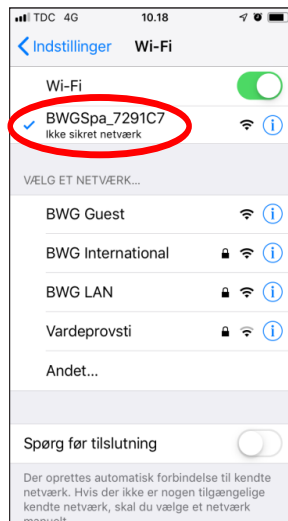 TDC 4G 10.18
Indstillinger Wi-Fi
Wi-Fi
BWGSpa_7291C7
Ikke sikret netværk
VÆLG ET NETVÆRK...
BWG Guest
BWG International
BWG LAN
Vardeprovsti
Andet...
Spørg før tilslutning
Der oprettes automatisk forbindelse til kendte
netværk. Hvis der ikke er nogen tilgængelige
kendte netværk, skal du vælge et netværk
manuelt.